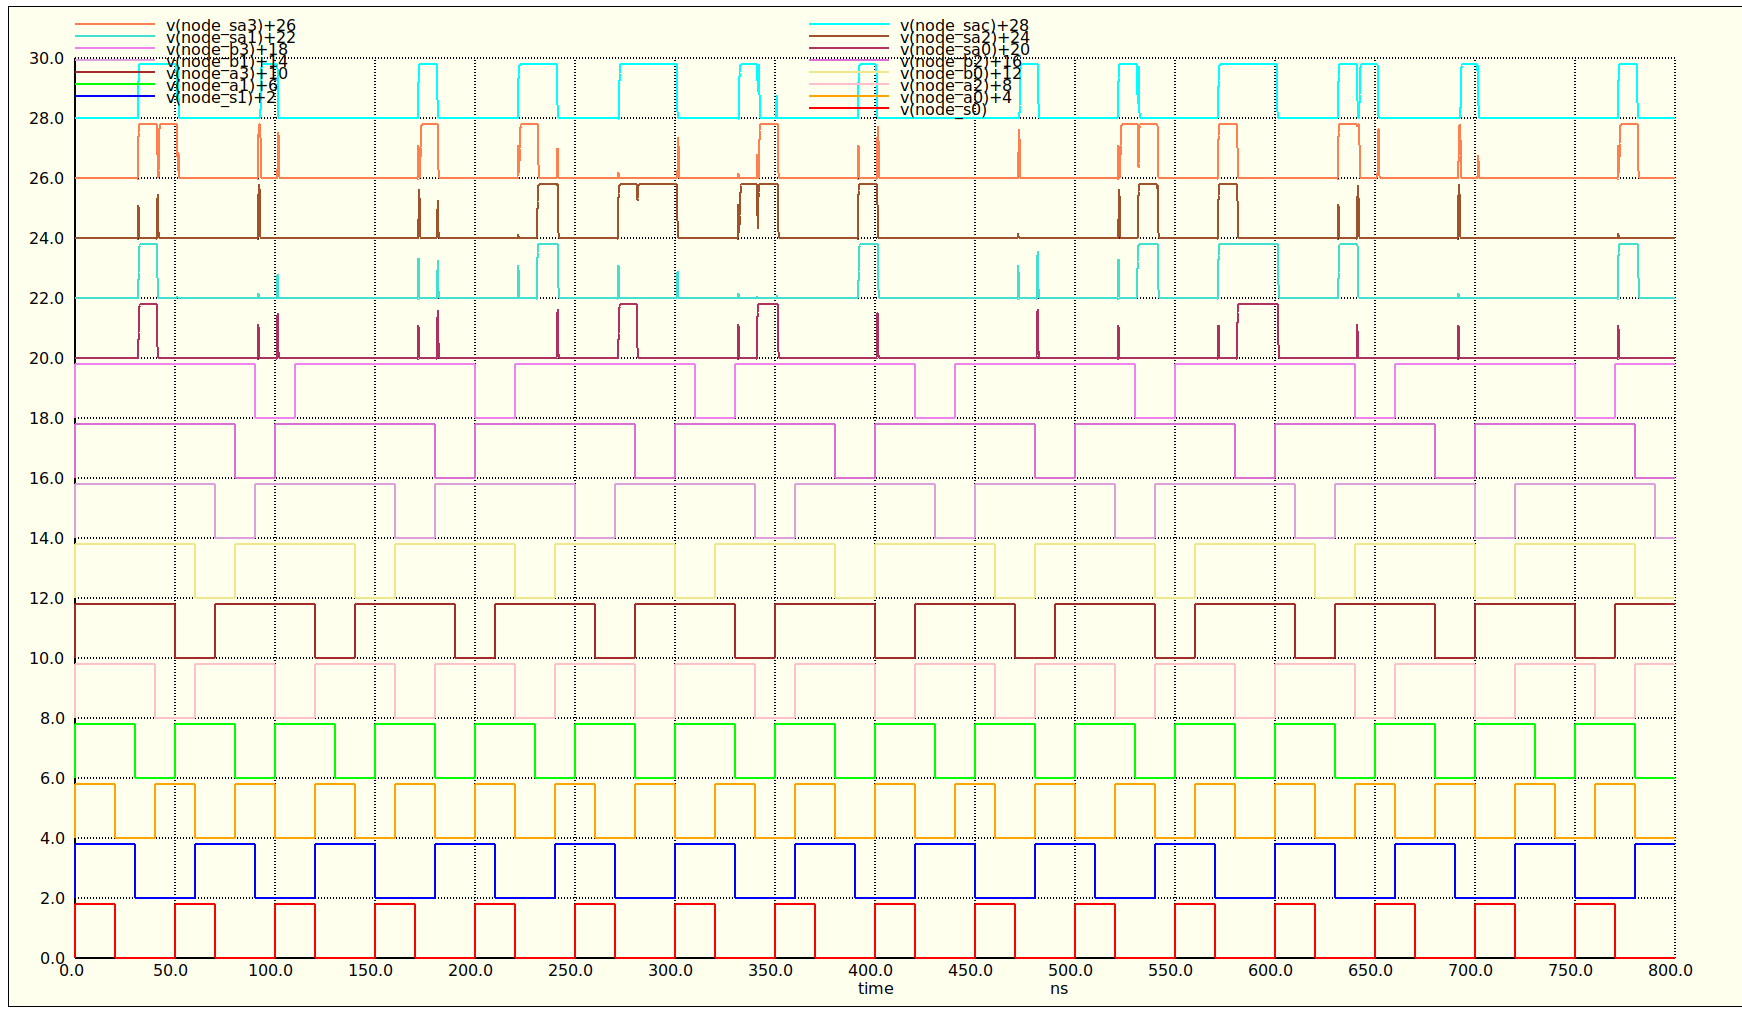 v(node_sa3)+26
v(node_sac)+28
v(node_sa1)+22
v(node_sa2)+24
v(node_b3)+18
v(node_sa0)+20
v(node_b1)+14
v(node_b2)+16
v(node_a3)+10
v(node_b0)+12
v(node_a1)+6
v(node_a2)+8
v(node_s1)+2
v(node_a0)+4
v(node_s0)
30.0
28.0
26.0
24.0
22.0
20.0
18.0
16.0
14.0
12.0
10.0
8.0
6.0
4.0
2.0
0.0
0.0 50.0 100.0 150.0 200.0 250.0 300.0 350.0 400.0 450.0 500.0 550.0 600.0 650.0 700.0 750.0 800.0
time ns